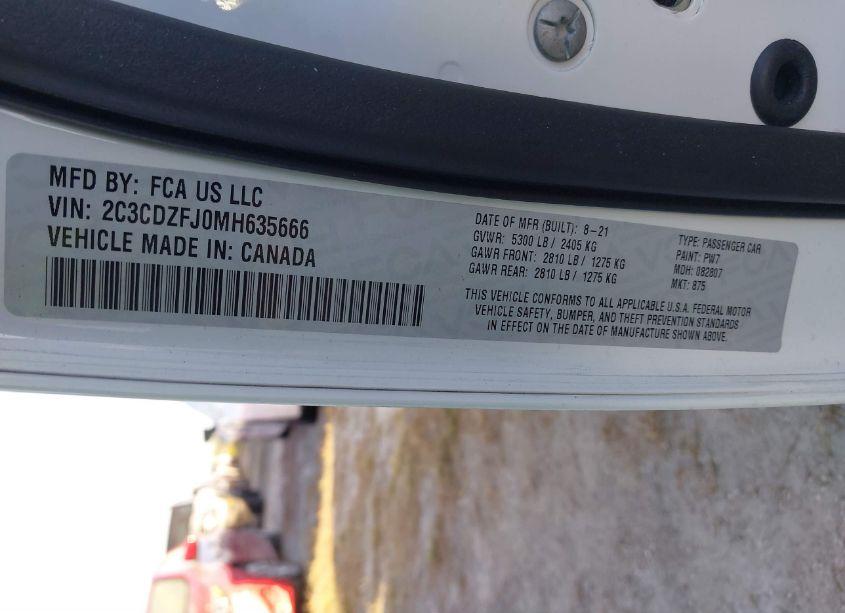 MFD BY: FCA US LLC
VIN: 2C3CDZFJ0MH635666
VEHICLE MADE IN: CANADA
DATE OF MFR (BUILT): 8-21
GVWR: 5300 LB / 2405 KG
GAWR FRONT: 2810 LB / 1275 KG
GAWR REAR: 2810 LB / 1275 KG
TYPE: PASSENGER CAR
PAINT: PW7
MDH: 082807
MKT: 875
THIS VEHICLE CONFORMS TO ALL APPLICABLE U.S.A. FEDERAL MOTOR
VEHICLE SAFETY, BUMPER, AND THEFT PREVENTION STANDARDS
IN EFFECT ON THE DATE OF MANUFACTURE SHOWN ABOVE.